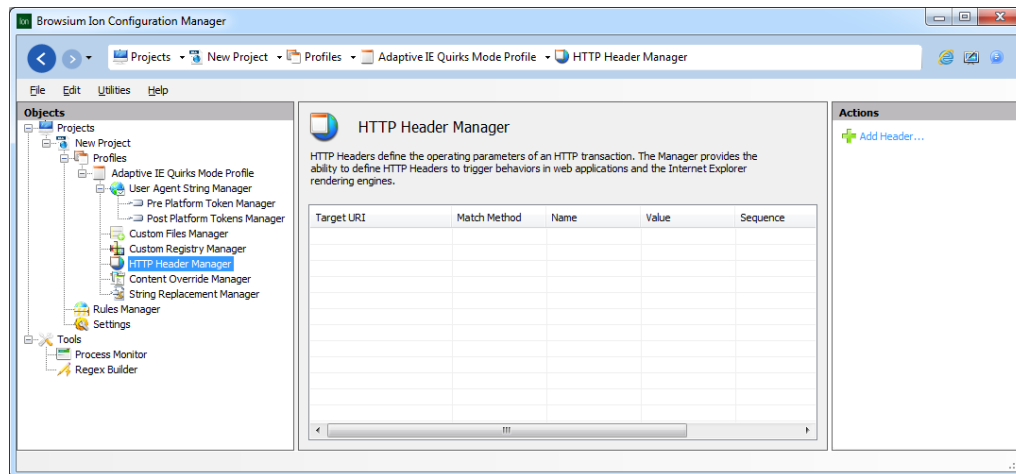 Ion Browsium Ion Configuration Manager
Projects New Project Profiles Adaptive IE Quirks Mode Profile HTTP Header Manager
File Edit Utilities Help
Objects
Projects
New Project
Profiles
Adaptive IE Quirks Mode Profile
User Agent String Manager
Pre Platform Token Manager
Post Platform Tokens Manager
Custom Files Manager
Custom Registry Manager
HTTP Header Manager
Content Override Manager
String Replacement Manager
Rules Manager
Settings
Tools
Process Monitor
Regex Builder
HTTP Header Manager
HTTP Headers define the operating parameters of an HTTP transaction. The Manager provides the
ability to define HTTP Headers to trigger behaviors in web applications and the Internet Explorer
rendering engines.
Target URI Match Method Name Value Sequence
Actions
Add Header...